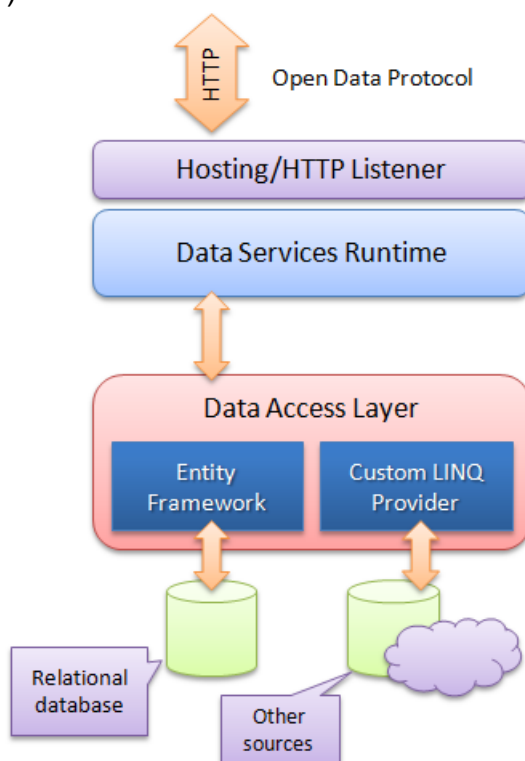 )
HTTP
Open Data Protocol
Hosting/HTTP Listener
Data Services Runtime
Data Access Layer
Entity
Framework
Custom LINQ
Provider
Relational
database
Other
sources